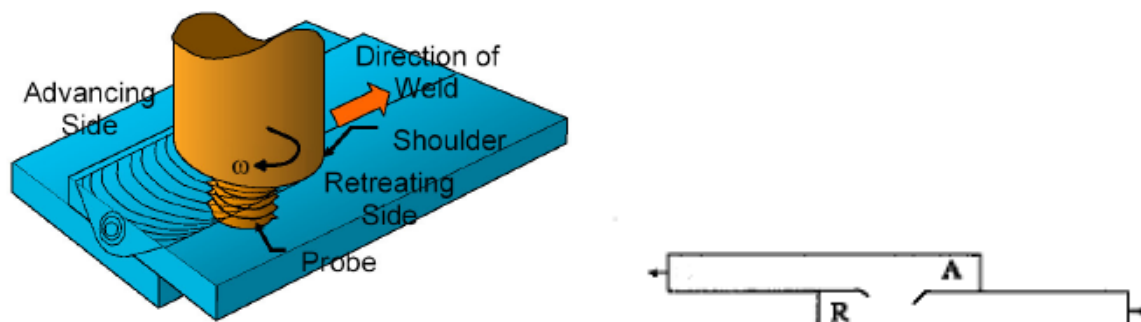 Advancing
Side
Direction of
Weld
Shoulder
ω
Retreating
Side
Probe
A
R